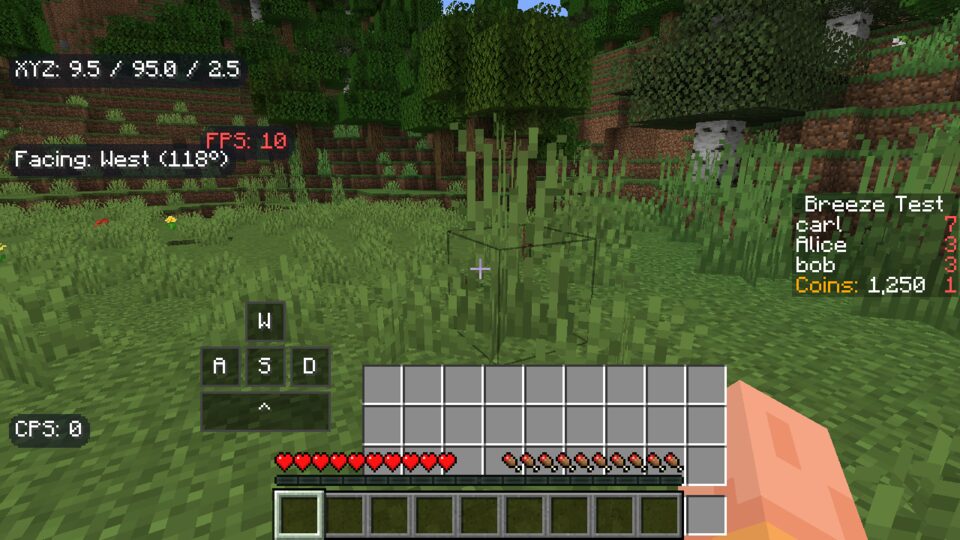 XYZ: 9.5 / 95.0 / 2.5
FPS: 10
Facing: West (118°)
Breeze Test
carl 7
Alice 3
bob 3
Coins: 1,250 1
W
A S D
^
CPS: 0